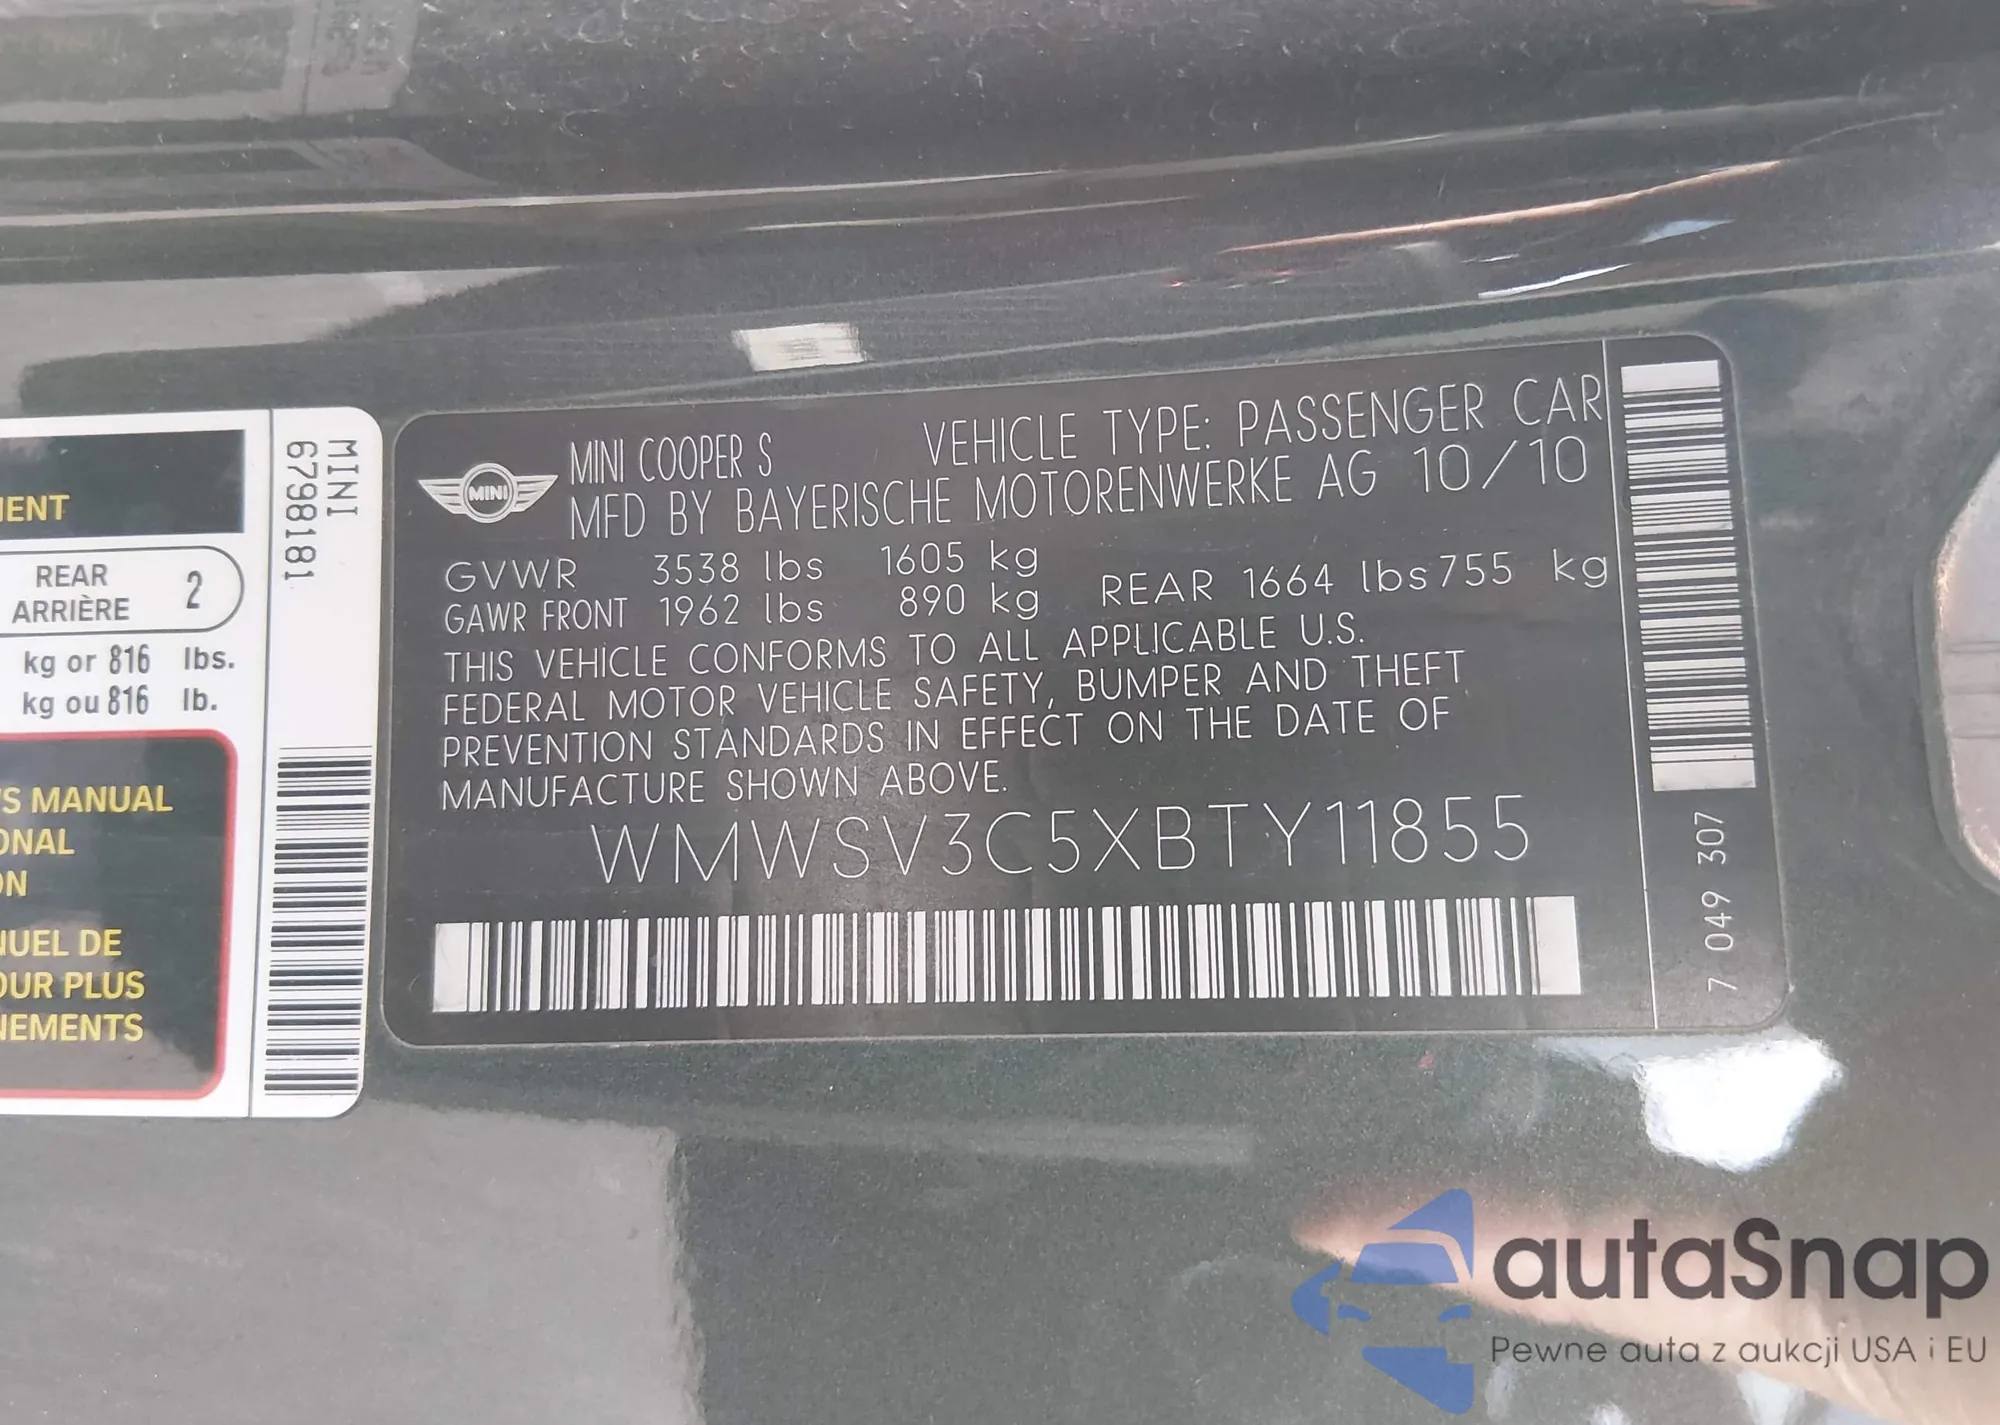 MENT
REAR
ARRIÈRE
2
kg or 816 lbs.
kg ou 816 lb.
'S MANUAL
ONAL
ON
NUEL DE
OUR PLUS
NEMENTS
MINI
6798181
MINI
MINI COOPER S VEHICLE TYPE: PASSENGER CAR
MFD BY BAYERISCHE MOTORENWERKE AG 10/10
GVWR 3538 lbs 1605 kg
GAWR FRONT 1962 lbs 890 kg REAR 1664 lbs 755 kg
THIS VEHICLE CONFORMS TO ALL APPLICABLE U.S.
FEDERAL MOTOR VEHICLE SAFETY, BUMPER AND THEFT
PREVENTION STANDARDS IN EFFECT ON THE DATE OF
MANUFACTURE SHOWN ABOVE.
WMWSV3C5XBTY11855
7 049 307
autaSnap
Pewne auta z aukcji USA i EU